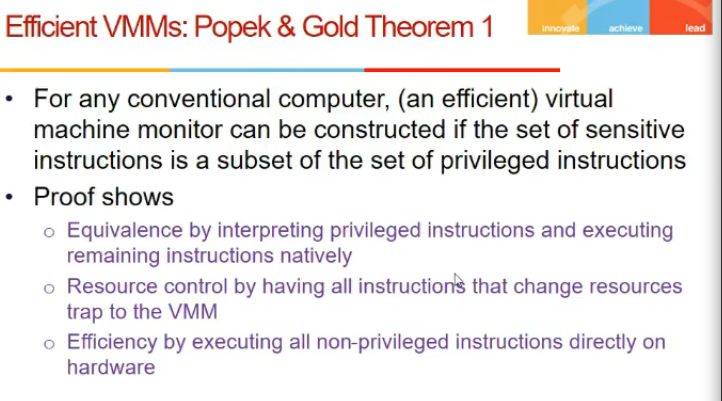 Efficient VMMs: Popek & Gold Theorem 1
innovate achieve lead
• For any conventional computer, (an efficient) virtual
machine monitor can be constructed if the set of sensitive
instructions is a subset of the set of privileged instructions
• Proof shows
o Equivalence by interpreting privileged instructions and executing
remaining instructions natively
o Resource control by having all instructions that change resources
trap to the VMM
o Efficiency by executing all non-privileged instructions directly on
hardware